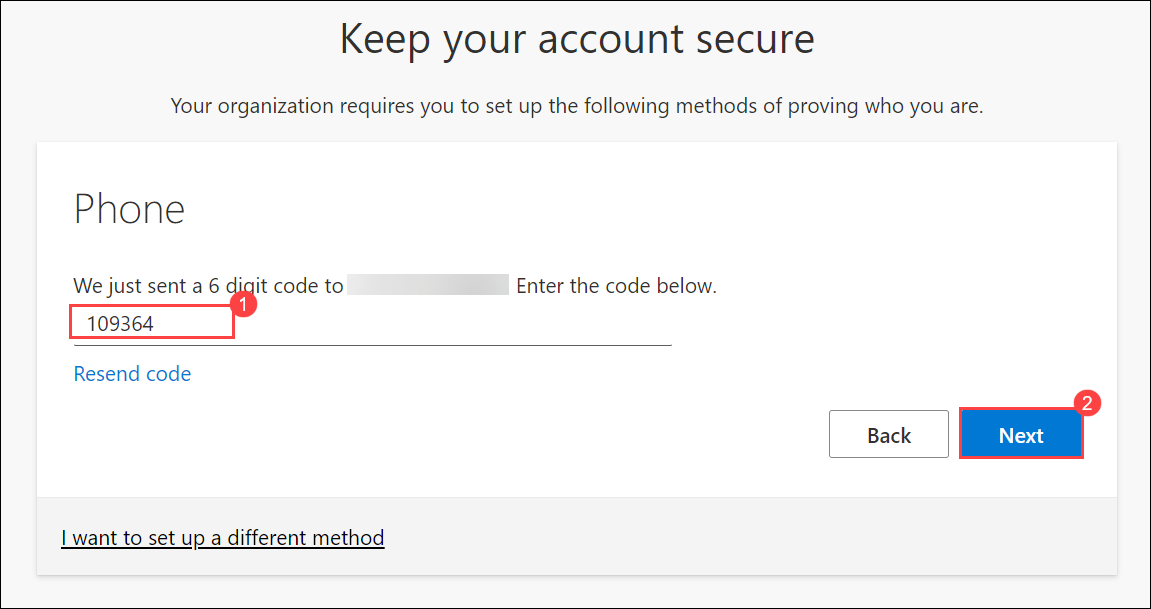 Keep your account secure
Your organization requires you to set up the following methods of proving who you are.
Phone
We just sent a 6 digit code to Enter the code below.
1
109364
Resend code
2
Back Next
I want to set up a different method